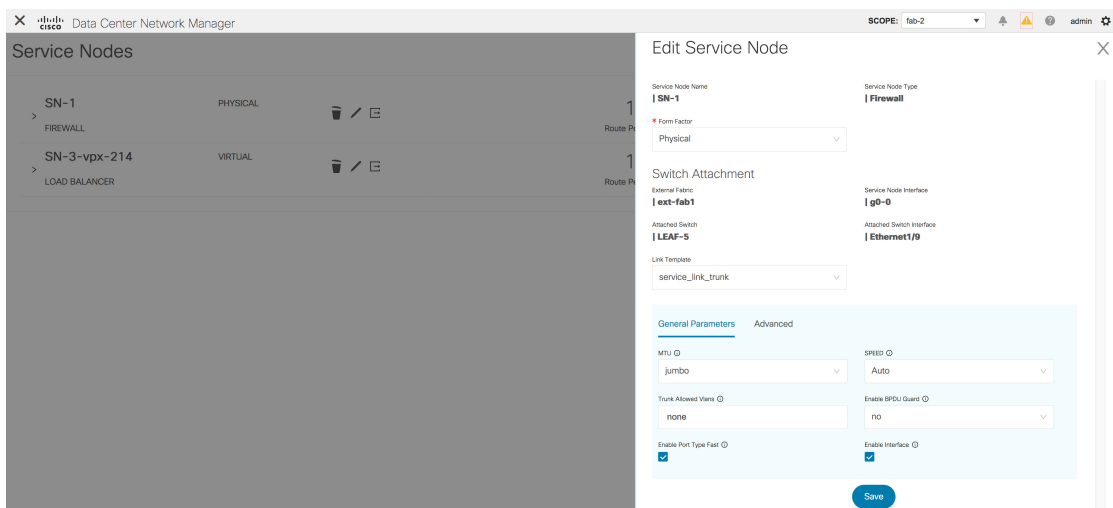 CISCO Data Center Network Manager
SCOPE: fab-2 admin
Service Nodes
SN-1 PHYSICAL 1
FIREWALL Route Pe
SN-3-vpx-214 VIRTUAL 1
LOAD BALANCER Route Pe
Edit Service Node
Service Node Name Service Node Type
| SN-1 | Firewall
* Form Factor
Physical
Switch Attachment
External Fabric Service Node Interface
| ext-fab1 | g0-0
Attached Switch Attached Switch Interface
| LEAF-5 | Ethernet1/9
Link Template
service_link_trunk
General Parameters Advanced
MTU SPEED
jumbo Auto
Trunk Allowed Vlans Enable BPDU Guard
none no
Enable Port Type Fast Enable Interface
Save